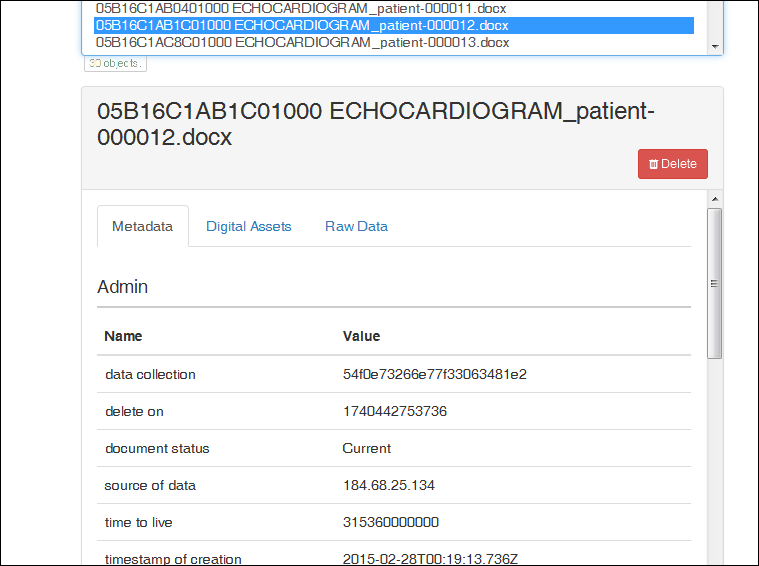 05B16C1AB0401000 ECHOCARDIOGRAM_patient-000011.docx
05B16C1AB1C01000 ECHOCARDIOGRAM_patient-000012.docx
05B16C1AC8C01000 ECHOCARDIOGRAM_patient-000013.docx
30 objects.
05B16C1AB1C01000 ECHOCARDIOGRAM_patient-
000012.docx
Delete
Metadata Digital Assets Raw Data
Admin
Name Value
data collection 54f0e73266e77f33063481e2
delete on 1740442753736
document status Current
source of data 184.68.25.134
time to live 315360000000
timestamp of creation 2015-02-28T00:19:13.736Z